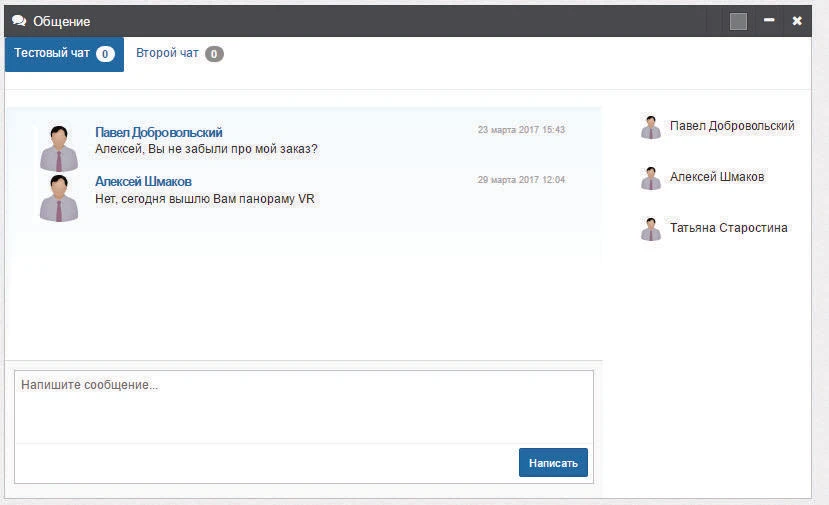 Общение
Тестовый чат 0 Второй чат 0
Павел Добровольский 23 марта 2017 15:43
Алексей, Вы не забыли про мой заказ?
Алексей Шмаков 29 марта 2017 12:04
Нет, сегодня вышлю Вам панораму VR
Павел Добровольский
Алексей Шмаков
Татьяна Старостина
Напишите сообщение...
Написать